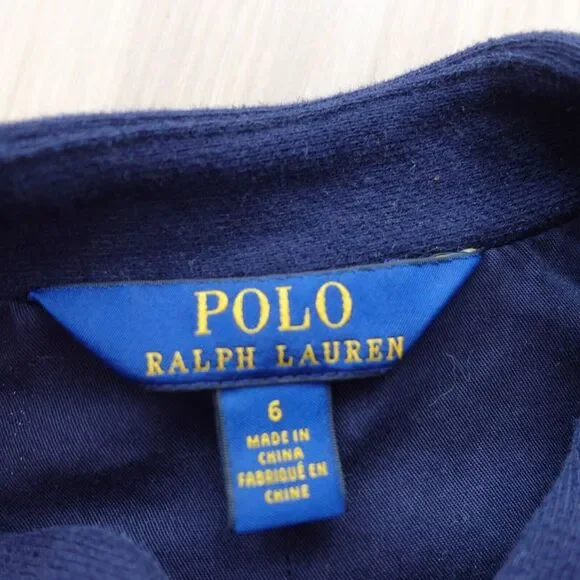 POLO
RALPH LAUREN
6
MADE IN
CHINA
FABRIQUÉ EN
CHINE